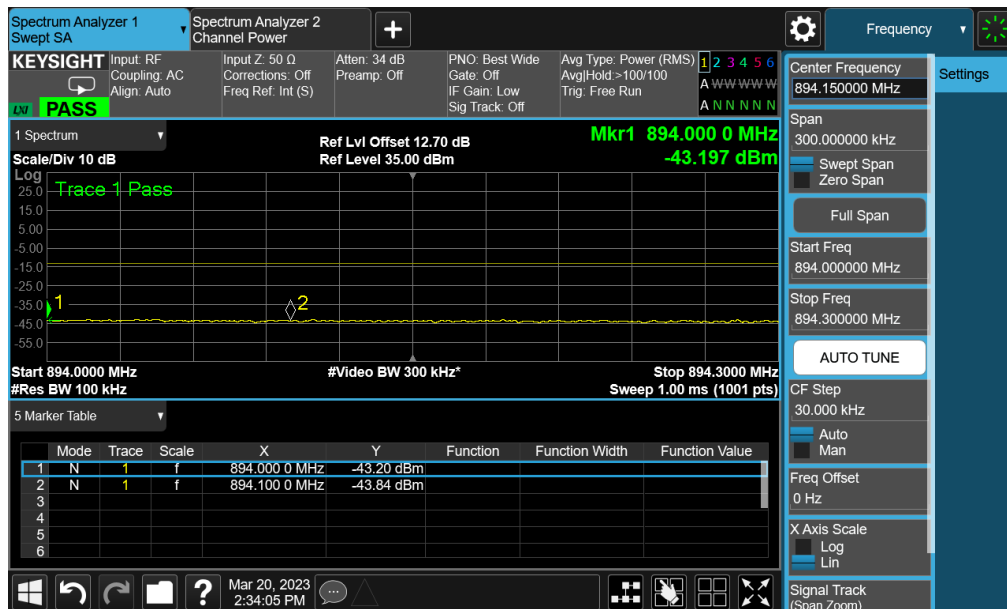 Spectrum Analyzer 1
Swept SA
Spectrum Analyzer 2
Channel Power
Frequency
KEYSIGHT
Input: RF
Coupling: AC
Align: Auto
Input Z: 50 Ω
Corrections: Off
Freq Ref: Int (S)
Atten: 34 dB
Preamp: Off
PNO: Best Wide
Gate: Off
IF Gain: Low
Sig Track: Off
Avg Type: Power (RMS)
Avg|Hold:>100/100
Trig: Free Run
1 2 3 4 5 6
A W W W W W
A N N N N N
LXI PASS
1 Spectrum
Scale/Div 10 dB
Ref Lvl Offset 12.70 dB
Ref Level 35.00 dBm
Mkr1 894.000 0 MHz
-43.197 dBm
Log
Trace 1 Pass
25.0
15.0
5.00
-5.00
-15.0
-25.0
-35.0
-45.0
-55.0
1
2
Start 894.0000 MHz
#Video BW 300 kHz*
Stop 894.3000 MHz
#Res BW 100 kHz
Sweep 1.00 ms (1001 pts)
5 Marker Table
Mode Trace Scale X Y Function Function Width Function Value
1 N 1 f 894.000 0 MHz -43.20 dBm
2 N 1 f 894.100 0 MHz -43.84 dBm
3
4
5
6
Mar 20, 2023
2:34:05 PM
Center Frequency
894.150000 MHz
Span
300.000000 kHz
Swept Span
Zero Span
Full Span
Start Freq
894.000000 MHz
Stop Freq
894.300000 MHz
AUTO TUNE
CF Step
30.000 kHz
Auto
Man
Freq Offset
0 Hz
X Axis Scale
Log
Lin
Signal Track
(Span Zoom)
Settings